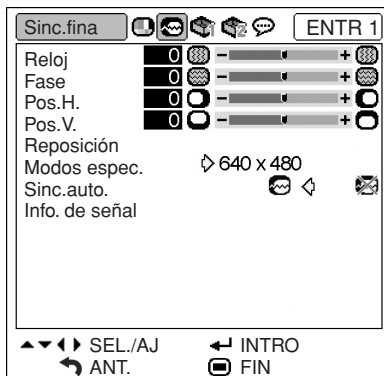 Sinc.fina ENTR 1
Reloj 0 - +
Fase 0 - +
Pos.H. 0 - +
Pos.V. 0 - +
Reposición
Modos espec. 640 x 480
Sinc.auto.
Info. de señal
SEL./AJ INTRO
ANT. FIN